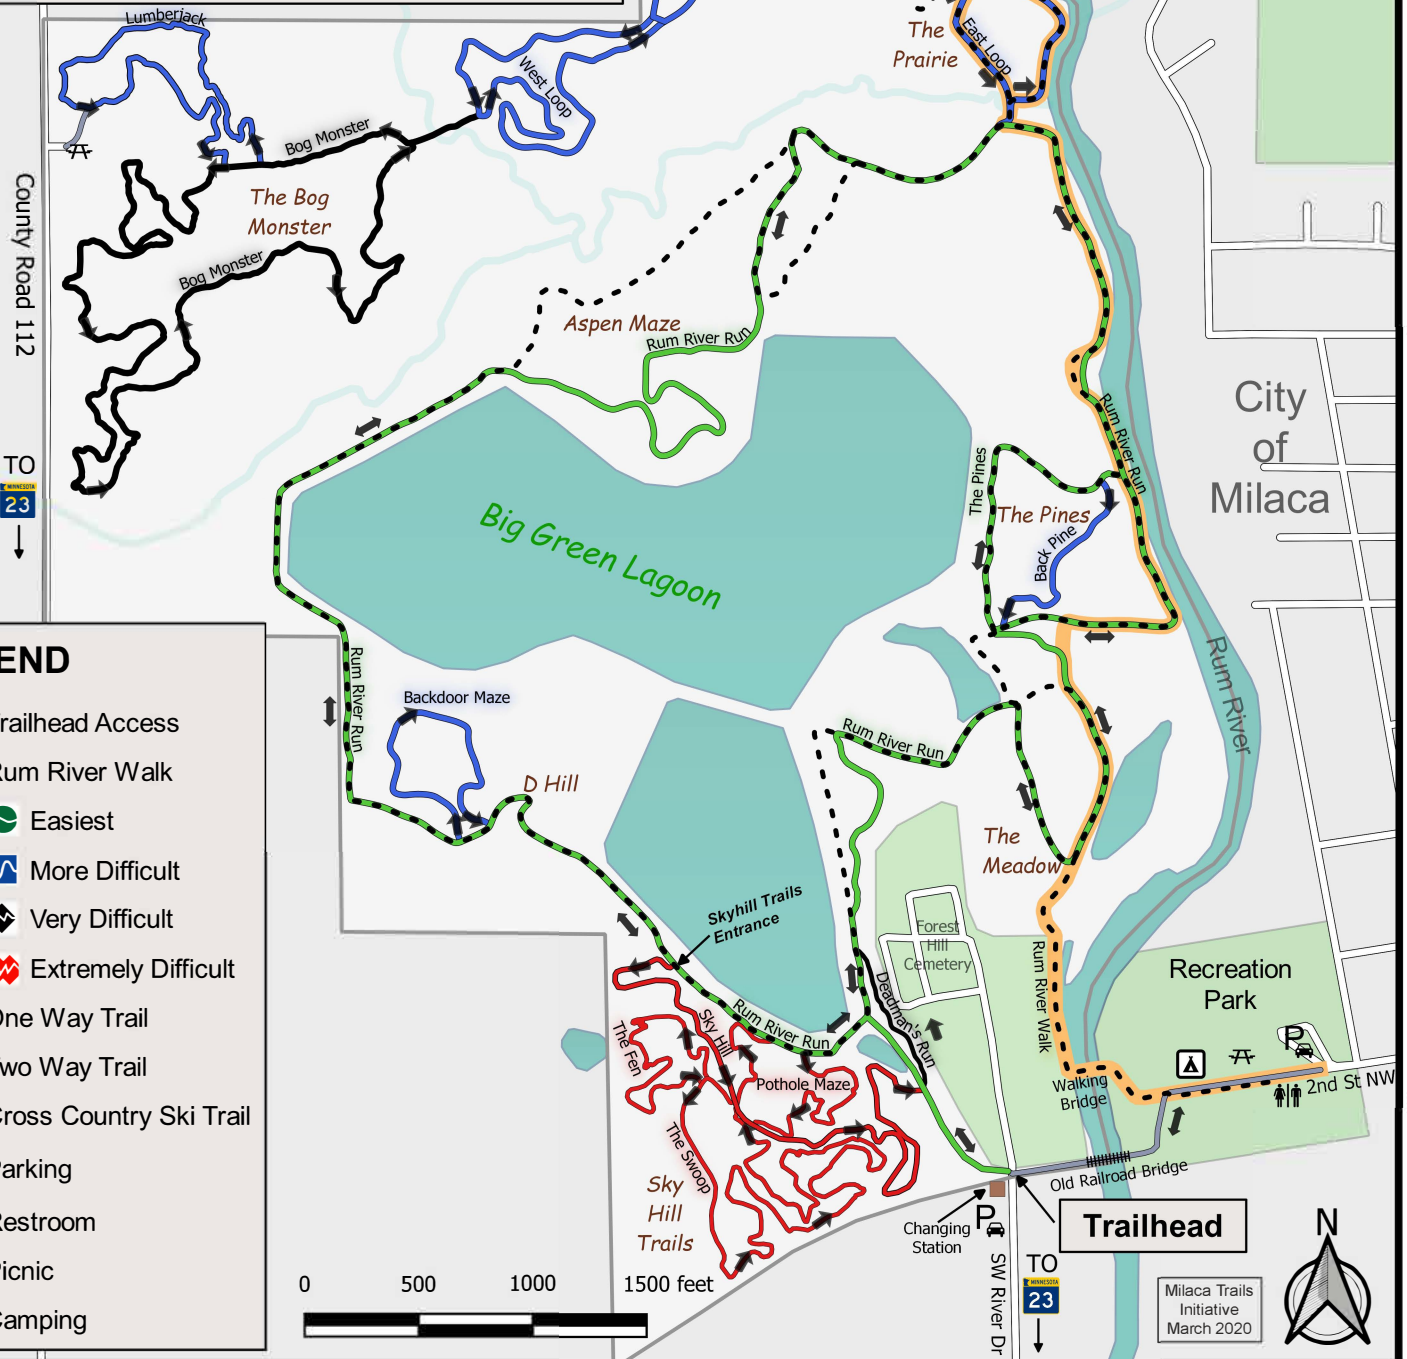 Lumberjack
West Loop
The
Prairie
East Loop
Bog Monster
The Bog
Monster
Bog Monster
County Road 112
TO
MINNESOTA
23
Aspen Maze
Rum River Run
City
of
Milaca
Rum River Run
The Pines
The Pines
Back Pine
Big Green Lagoon
Rum River
END
Trailhead Access
Rum River Walk
Easiest
More Difficult
Very Difficult
Extremely Difficult
One Way Trail
Two Way Trail
Cross Country Ski Trail
Parking
Restroom
Picnic
Camping
Rum River Run
Backdoor Maze
D Hill
Rum River Run
The
Meadow
Skyhill Trails
Entrance
Forest
Hill
Cemetery
Rum River Walk
Recreation
Park
Deadman's Run
Rum River Run
Sky Hill
The Fen
Pothole Maze
The Swoop
Sky
Hill
Trails
Walking
Bridge
P
2nd St NW
Old Railroad Bridge
Trailhead
Changing
Station
P
SW River Dr
TO
MINNESOTA
23
0 500 1000 1500 feet
Milaca Trails
Initiative
March 2020
N